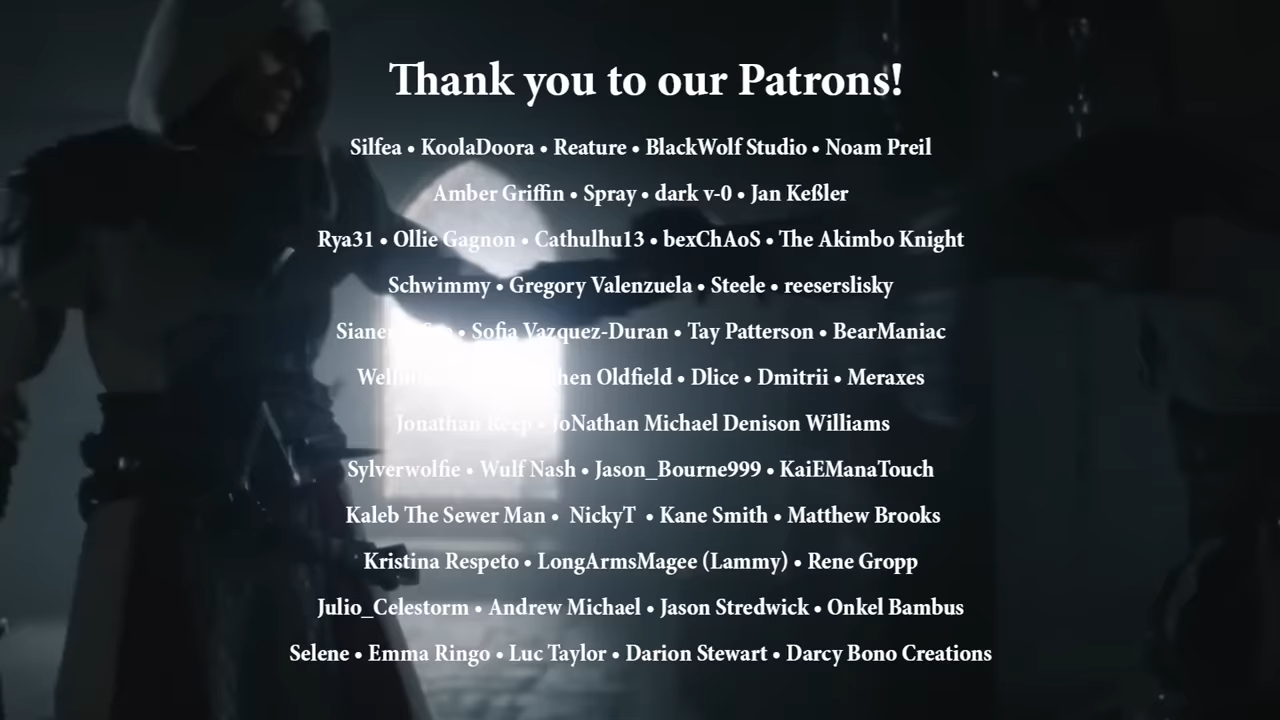 Thank you to our Patrons!
Silfea • KoolaDoora • Reature • BlackWolf Studio • Noam Preil
Amber Griffin • Spray • dark v-0 • Jan Keßler
Rya31 • Ollie Gagnon • Cathulhu13 • bexChAoS • The Akimbo Knight
Schwimmy • Gregory Valenzuela • Steele • reeserslisky
• Sofia Vazquez-Duran • Tay Patterson • BearManiac
Oldfield • Dlice • Dmitrii • Meraxes
Jonathan Reep • JoNathan Michael Denison Williams
Sylverwolfie • Wulf Nash • Jason_Bourne999 • KaiEManaTouch
Kaleb The Sewer Man • NickyT • Kane Smith • Matthew Brooks
Kristina Respeto • LongArmsMagee (Lammy) • Rene Gropp
Julio_Celestorm • Andrew Michael • Jason Stredwick • Onkel Bambus
Selene • Emma Ringo • Luc Taylor • Darion Stewart • Darcy Bono Creations